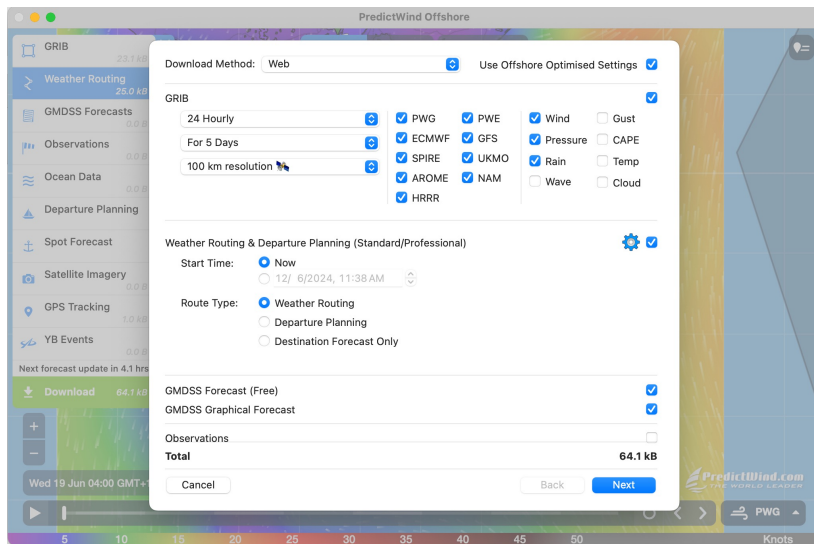 PredictWind Offshore
GRIB
23.1 kB
Weather Routing
25.0 kB
GMDSS Forecasts
0.0 B
Observations
0.0 B
Ocean Data
0.0 B
Departure Planning
Spot Forecast
Satellite Imagery
0.0 B
GPS Tracking
1.0 kB
YB Events
0.0 B
Next forecast update in 4.1 hrs
Download 64.1 kB
+
−
Wed 19 Jun 04:00 GMT+1
Download Method: Web
Use Offshore Optimised Settings
GRIB
24 Hourly
For 5 Days
100 km resolution
PWG PWE Wind Gust
ECMWF GFS Pressure CAPE
SPIRE UKMO Rain Temp
AROME NAM Wave Cloud
HRRR
Weather Routing & Departure Planning (Standard/Professional)
Start Time: Now
12/ 6/2024, 11:38 AM
Route Type: Weather Routing
Departure Planning
Destination Forecast Only
GMDSS Forecast (Free)
GMDSS Graphical Forecast
Observations
Total 64.1 kB
Cancel Back Next
PredictWind.com
THE WORLD LEADER
PWG
5 10 15 20 25 30 35 40 45 50 Knots